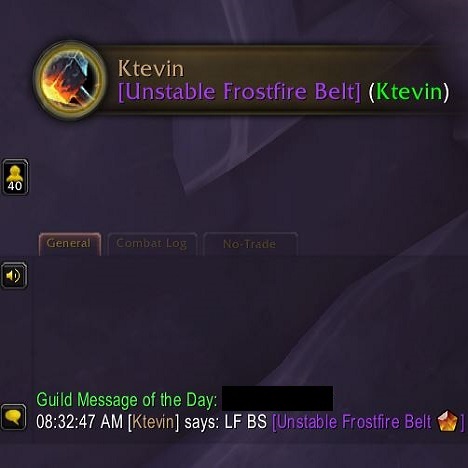 Ktevin
[Unstable Frostfire Belt] (Ktevin)
40
General Combat Log No-Trade
Guild Message of the Day:
08:32:47 AM [Ktevin] says: LF BS [Unstable Frostfire Belt ]